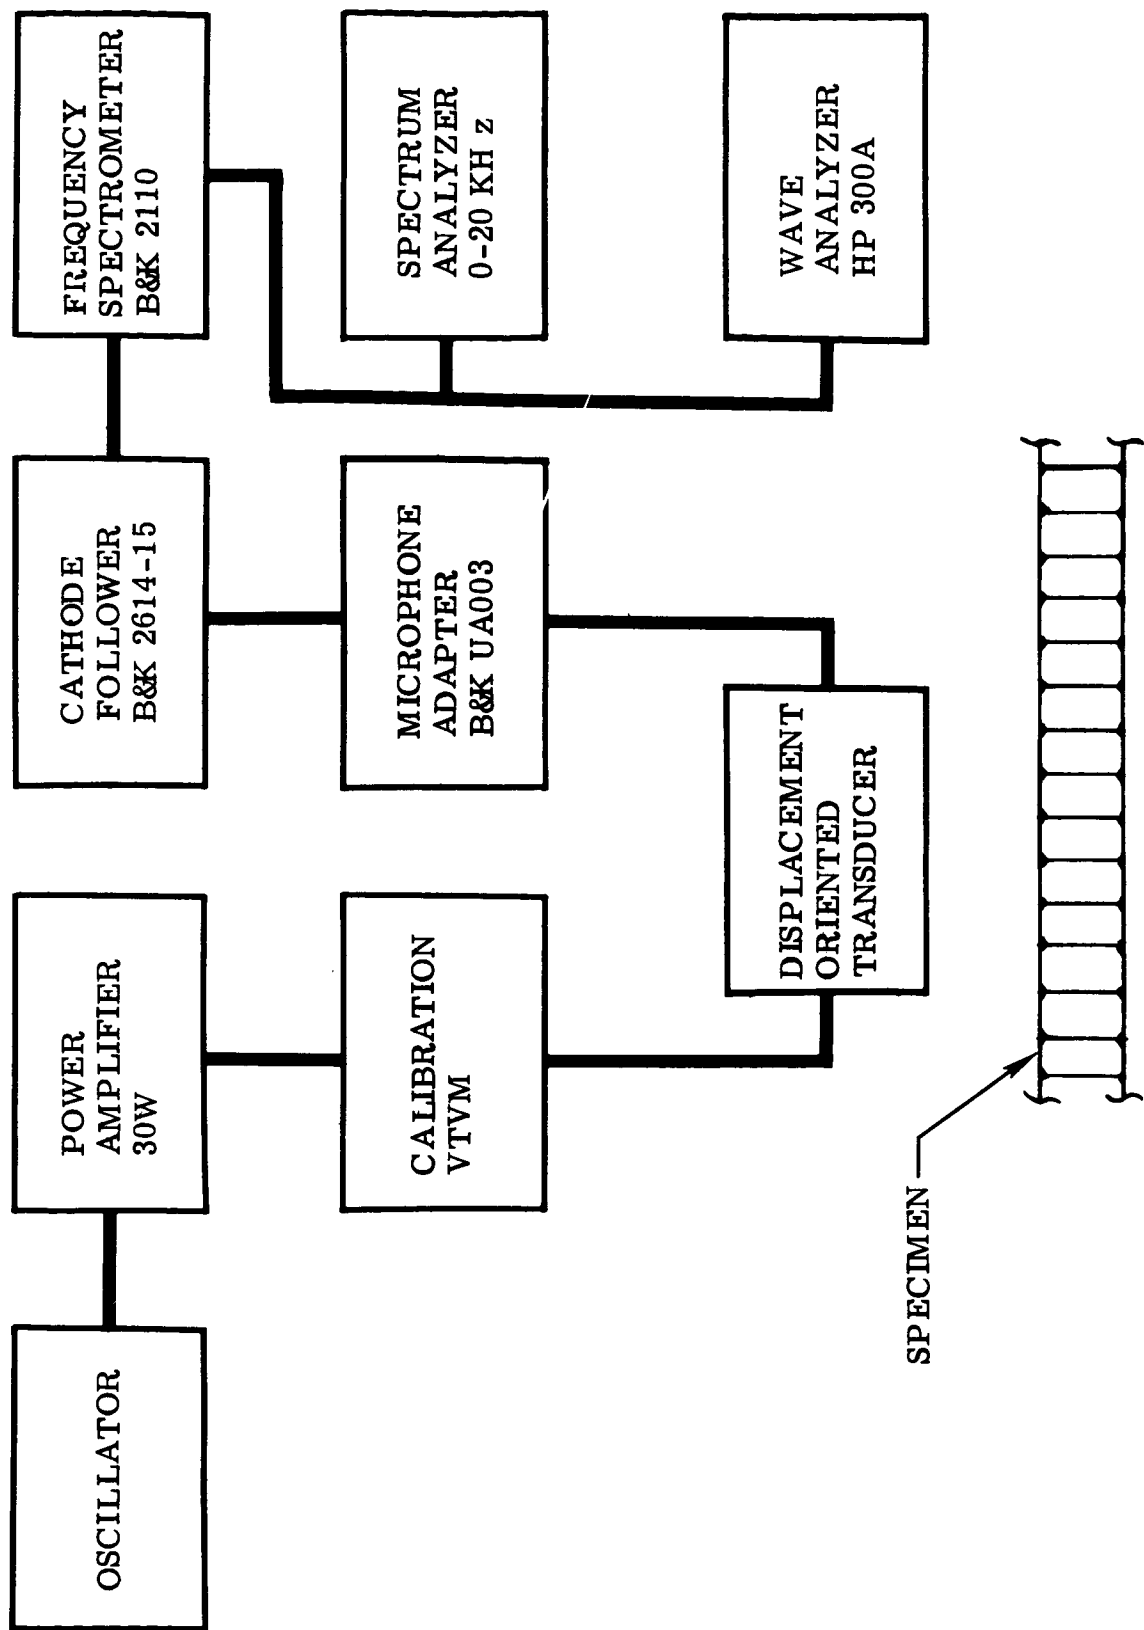 OSCILLATOR
POWER
AMPLIFIER
30W
CATHODE
FOLLOWER
B&K 2614-15
FREQUENCY
SPECTROMETER
B&K 2110
CALIBRATION
VTVM
MICROPHONE
ADAPTER
B&K UA003
SPECTRUM
ANALYZER
0-20 KH z
DISPLACEMENT
ORIENTED
TRANSDUCER
WAVE
ANALYZER
HP 300A
SPECIMEN